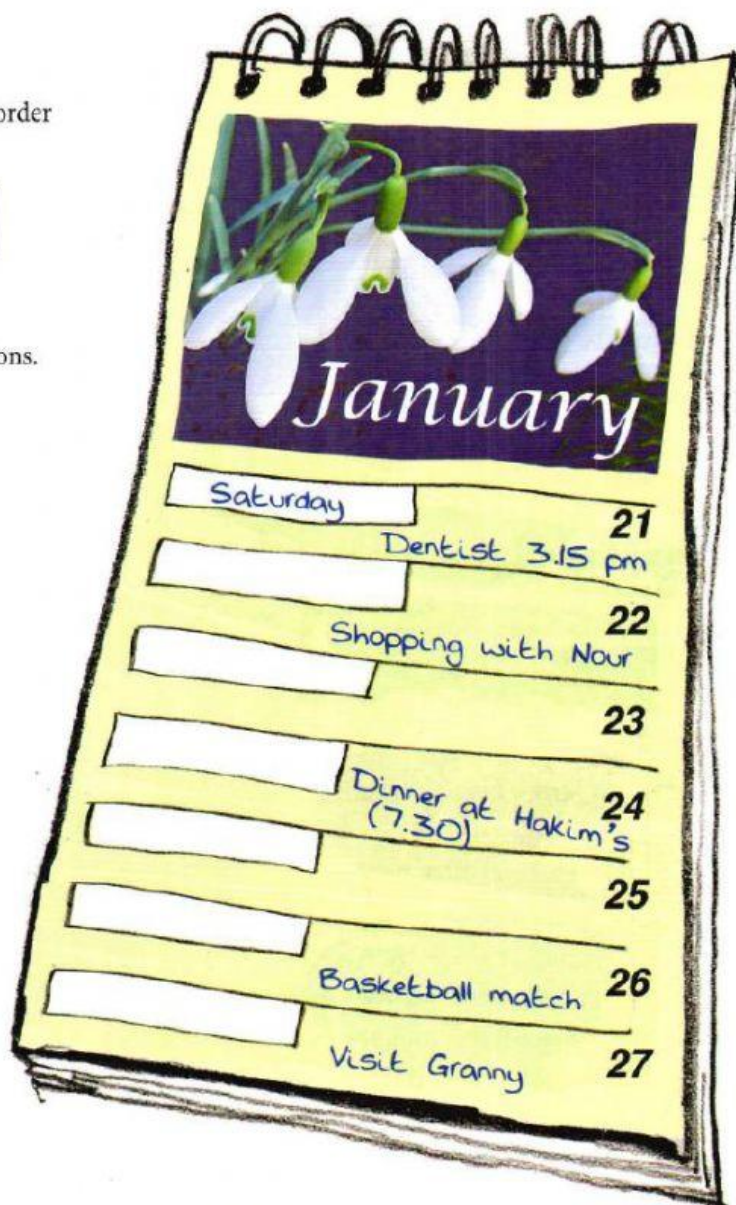 order
ons.
January
Saturday
21
Dentist 3.15 pm
22
Shopping with Nour
23
24
Dinner at Hakim's
(7.30)
25
26
Basketball match
27
Visit Granny